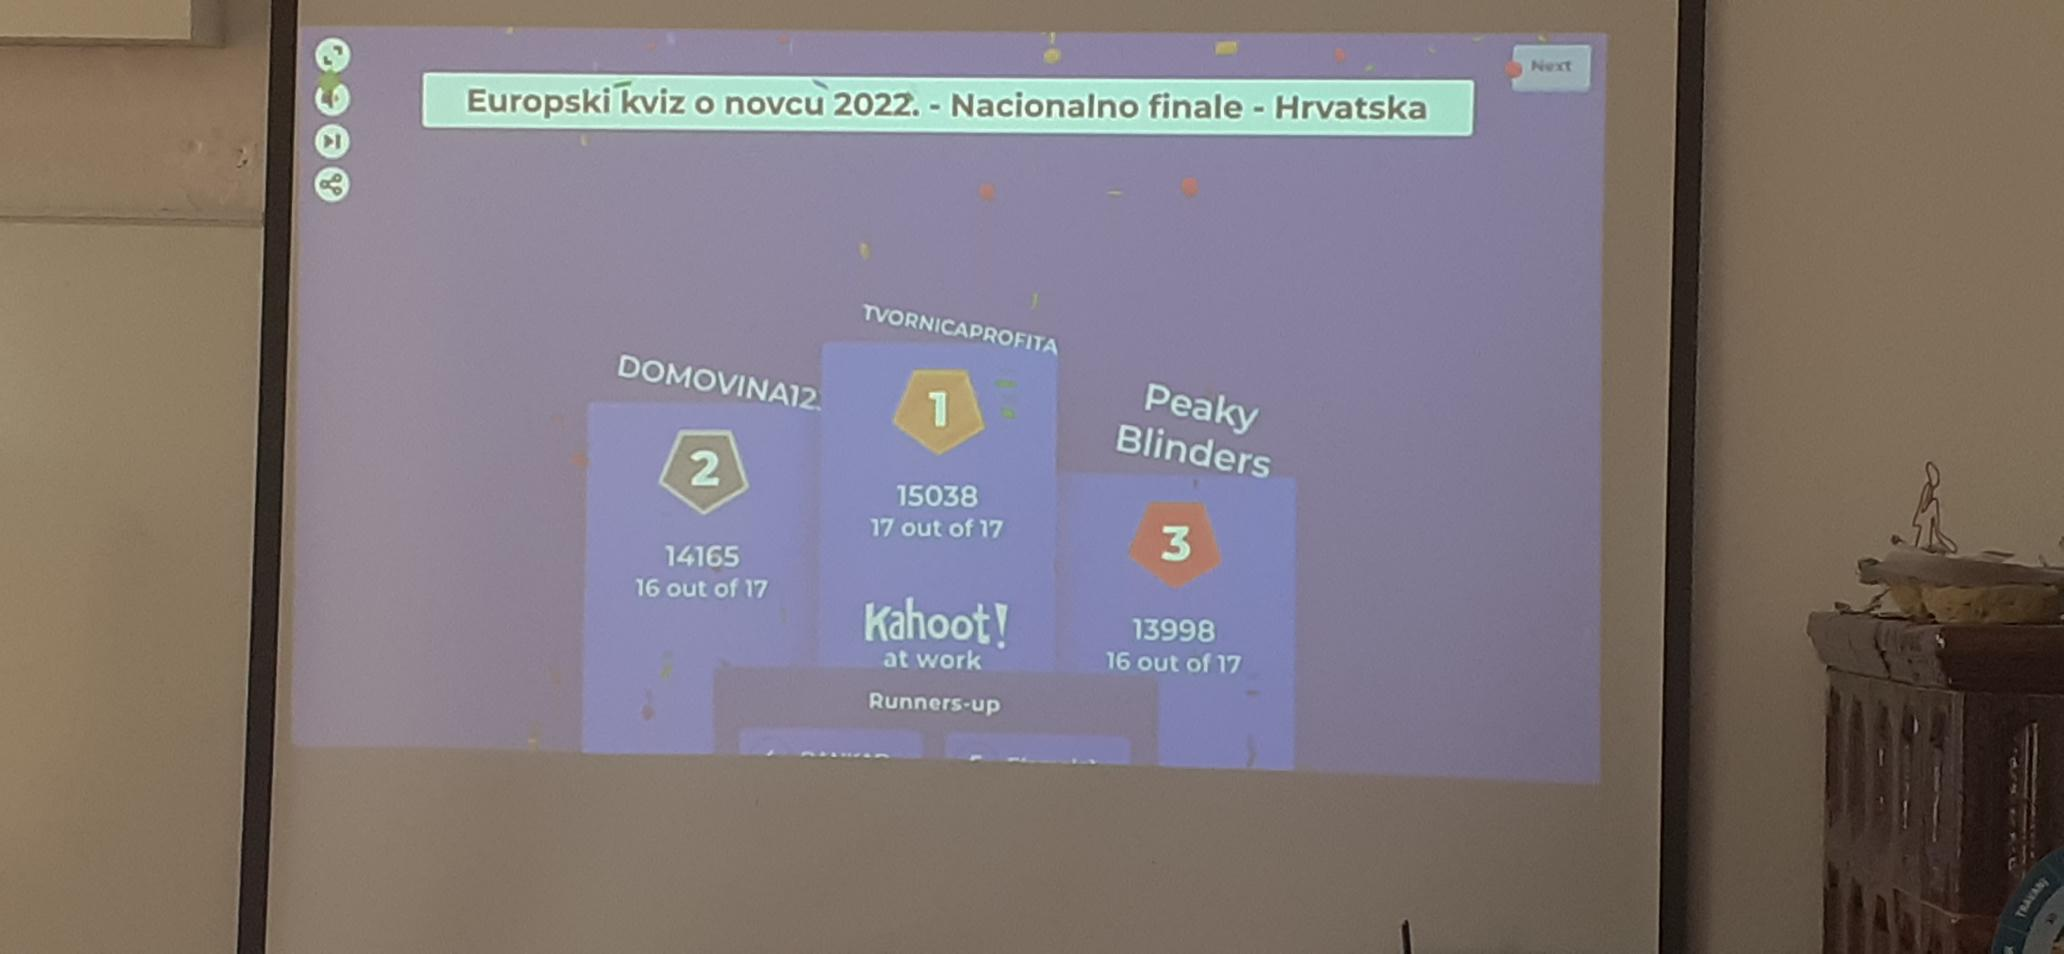 Next
Europski kviz o novcu 2022. - Nacionalno finale - Hrvatska
TVORNICAPROFITA
1
15038
17 out of 17
DOMOVINA12
2
14165
16 out of 17
Peaky
Blinders
3
13998
16 out of 17
Kahoot!
at work
Runners-up
TRAVANJ